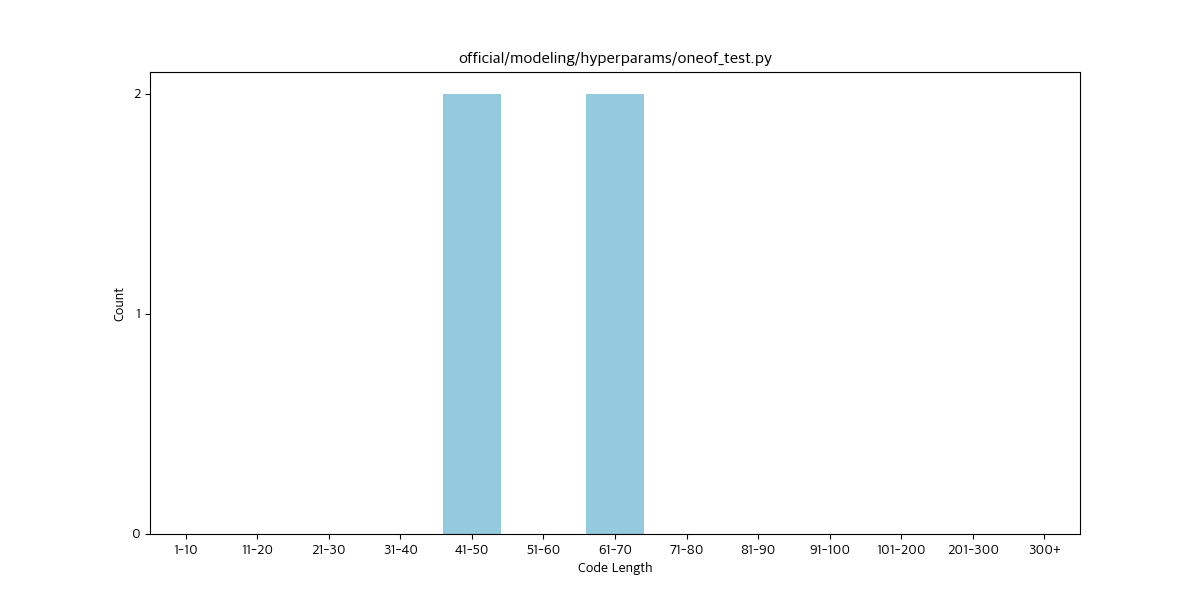 official/modeling/hyperparams/oneof_test.py
Count
2
1
0
1-10 11-20 21-30 31-40 41-50 51-60 61-70 71-80 81-90 91-100 101-200 201-300 300+
Code Length